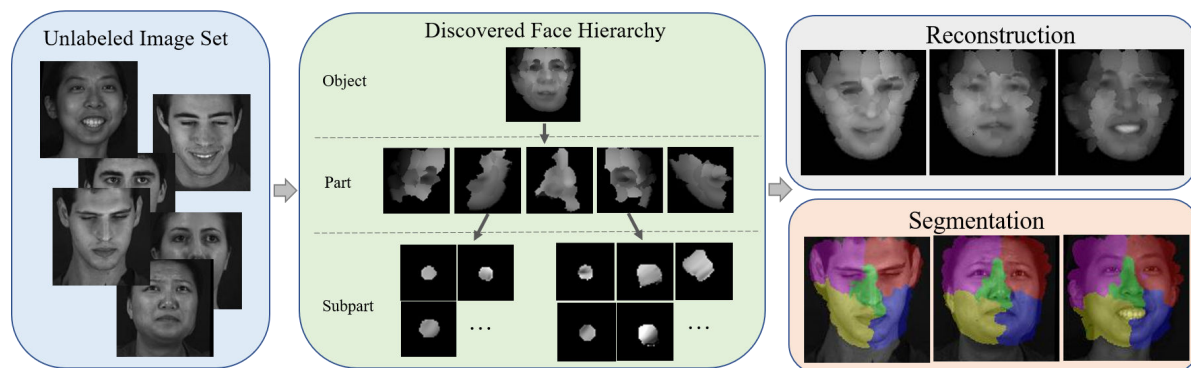 Unlabeled Image Set
Discovered Face Hierarchy
Object
Part
Subpart
...
...
Reconstruction
Segmentation